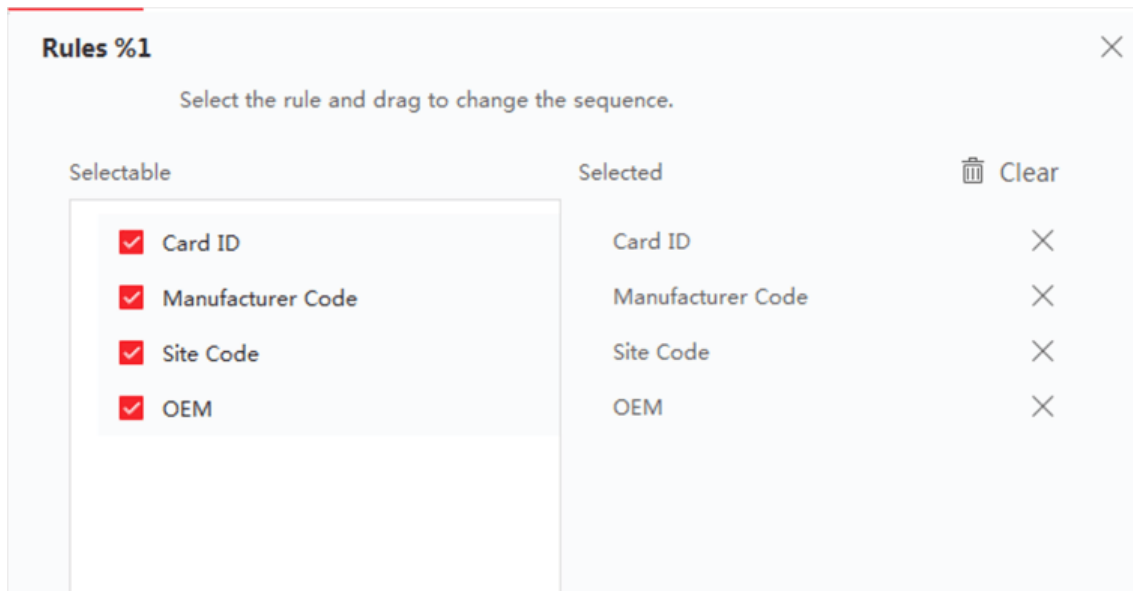 Rules %1
Select the rule and drag to change the sequence.
Selectable
Selected
Clear
Card ID
Card ID
Manufacturer Code
Manufacturer Code
Site Code
Site Code
OEM
OEM